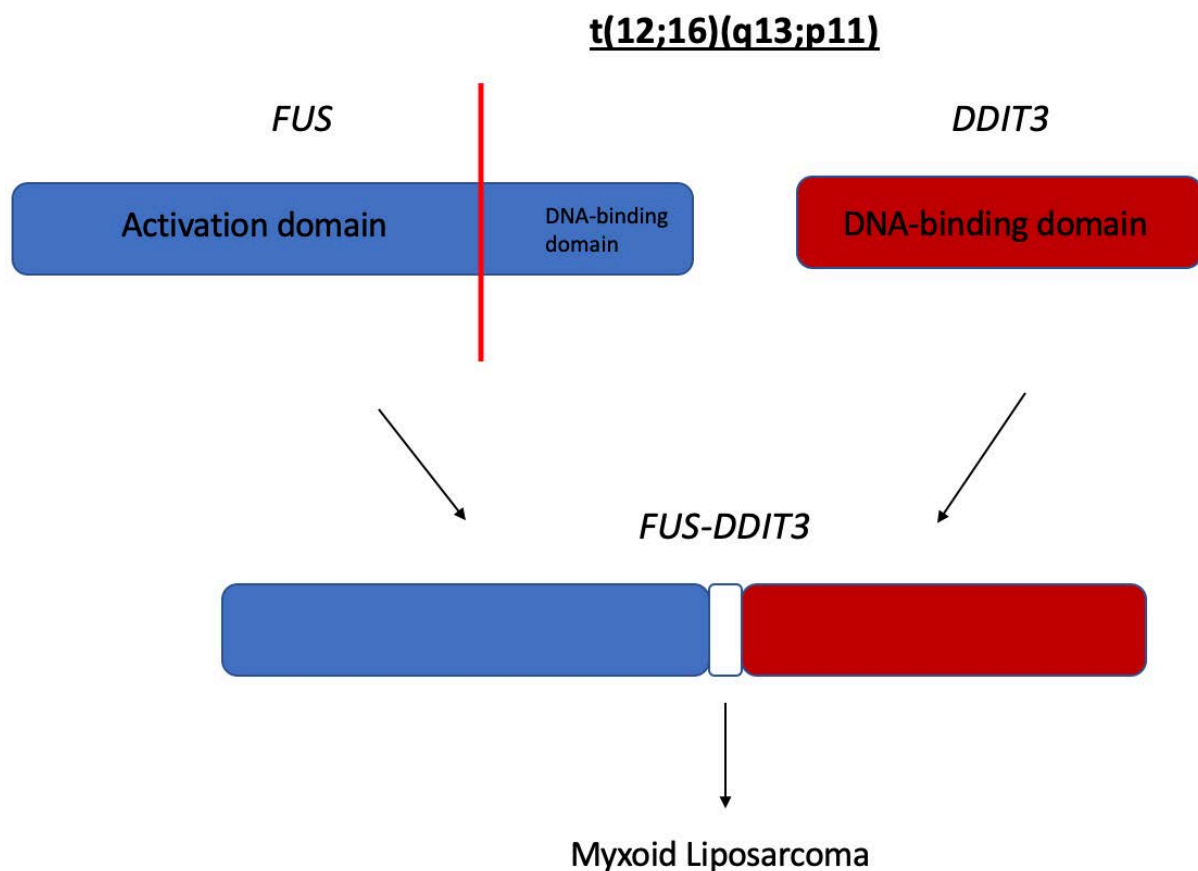 t(12;16)(q13;p11)
FUS
DDIT3
Activation domain
DNA-binding
domain
DNA-binding domain
FUS-DDIT3
Myxoid Liposarcoma